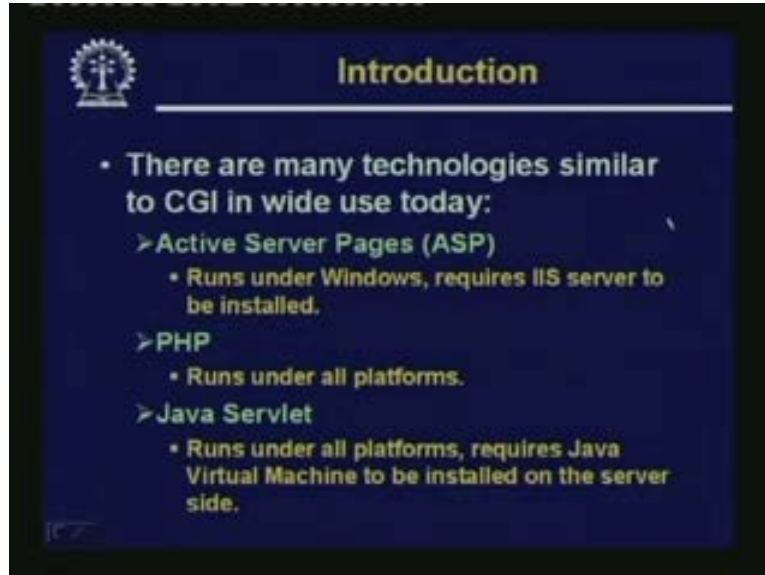 Introduction
• There are many technologies similar
to CGI in wide use today:
➢Active Server Pages (ASP)
▪ Runs under Windows, requires IIS server to
be installed.
➢PHP
▪ Runs under all platforms.
➢Java Servlet
▪ Runs under all platforms, requires Java
Virtual Machine to be installed on the server
side.